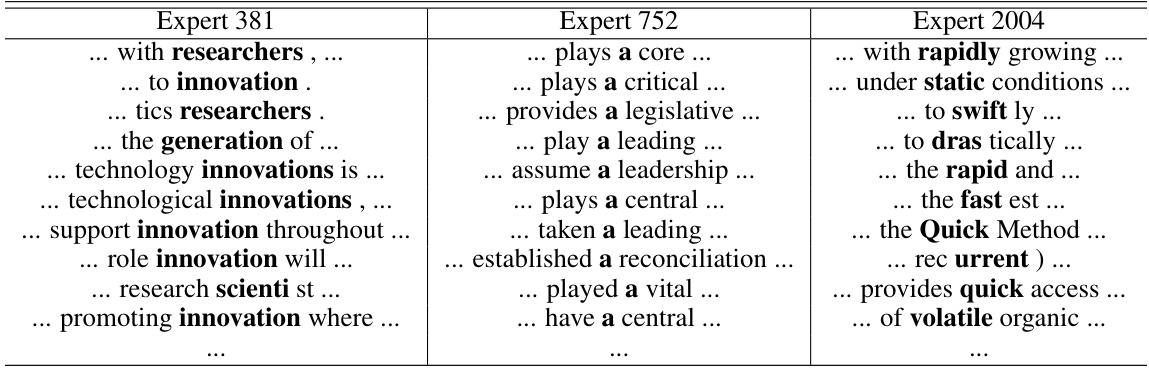 Expert 381 Expert 752 Expert 2004
... with researchers , ... ... plays a core ... ... with rapidly growing ...
... to innovation . ... plays a critical ... ... under static conditions ...
... tics researchers . ... provides a legislative ... ... to swift ly ...
... the generation of ... ... play a leading ... ... to dras tically ...
... technology innovations is ... ... assume a leadership ... ... the rapid and ...
... technological innovations , ... ... plays a central ... ... the fast est ...
... support innovation throughout ... ... taken a leading ... ... the Quick Method ...
... role innovation will ... ... established a reconciliation ... ... rec urrent ) ...
... research scienti st ... ... played a vital ... ... provides quick access ...
... promoting innovation where ... ... have a central ... ... of volatile organic ...
... ... ...